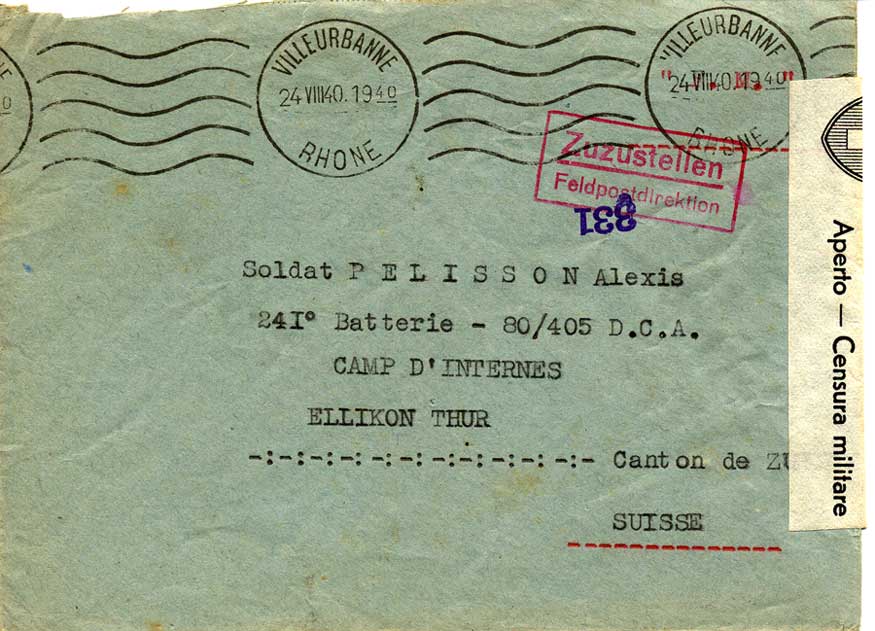 VILLEURBANNE
24 VIII 40. 19 40
RHONE
VILLEURBANNE
24 VIII 40. 19 40
RHONE
Zuzustellen
Feldpostdirektion
Soldat P E L I S S O N Alexis
241° Batterie - 80/405 D.C.A.
CAMP D'INTERNES
ELLIKON THUR
-:-:-:-:-:-:-:-:-:-:- Canton de ZU
SUISSE
Aperto — Censura militare